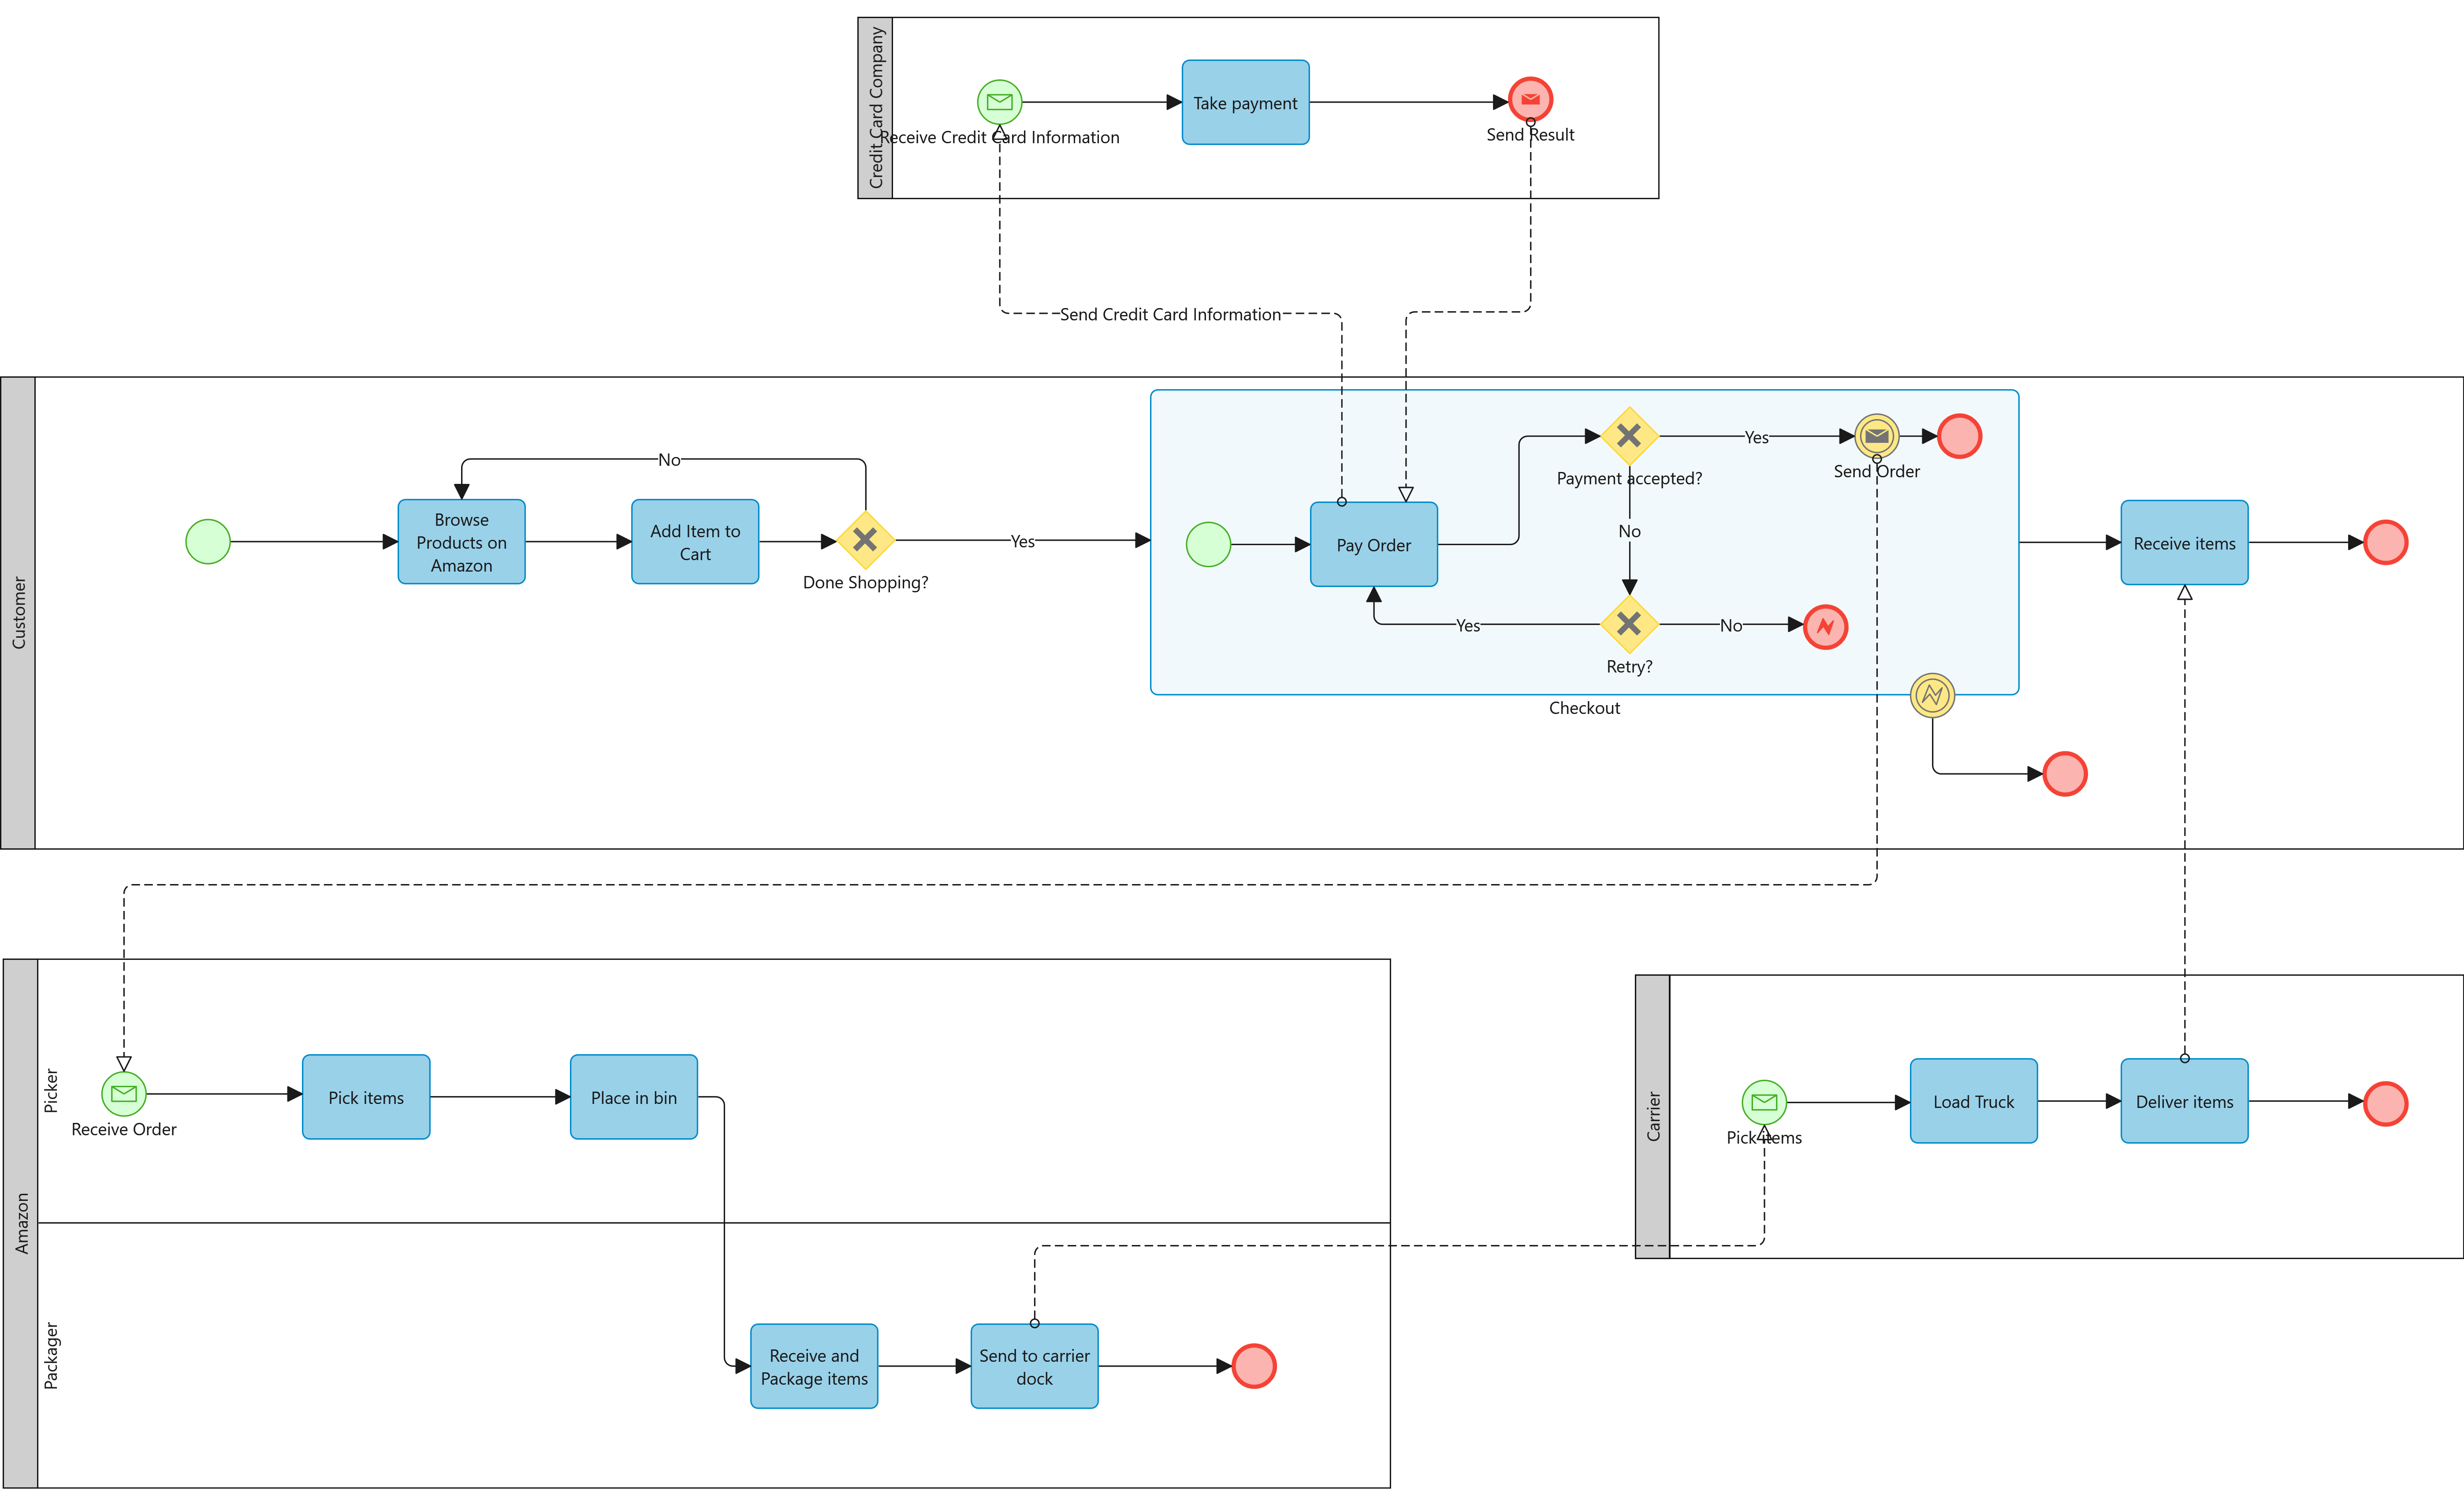 Credit Card Company
Receive Credit Card Information
Take payment
Send Result
Send Credit Card Information
Customer
Browse
Products on
Amazon
Add Item to
Cart
No
Done Shopping?
Yes
Pay Order
Payment accepted?
Yes
Send Order
No
Retry?
Yes
No
Checkout
Receive items
Amazon
Picker
Receive Order
Pick items
Place in bin
Packager
Receive and
Package items
Send to carrier
dock
Carrier
Pick items
Load Truck
Deliver items